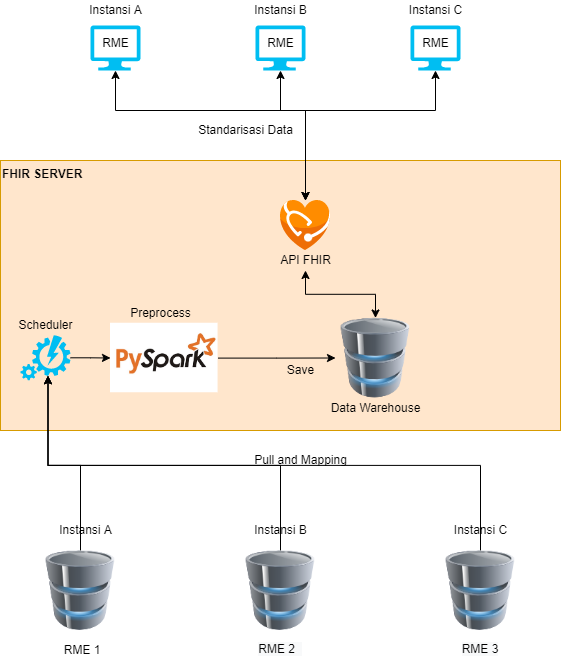 Instansi A
Instansi B
Instansi C
RME
RME
RME
Standarisasi Data
FHIR SERVER
API FHIR
Scheduler
Preprocess
PySpark
Save
Data Warehouse
Pull and Mapping
Instansi A
Instansi B
Instansi C
RME 1
RME 2
RME 3